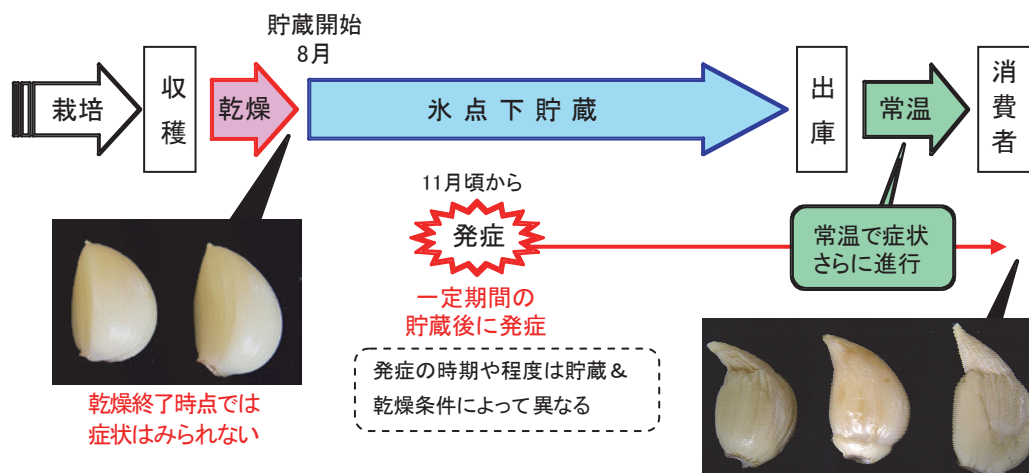 貯蔵開始
8月
栽培
収穫
乾燥
氷点下貯蔵
出庫
常温
消費者
11月頃から
発症
一定期間の
貯蔵後に発症
常温で症状
さらに進行
発症の時期や程度は貯蔵＆
乾燥条件によって異なる
乾燥終了時点では
症状はみられない